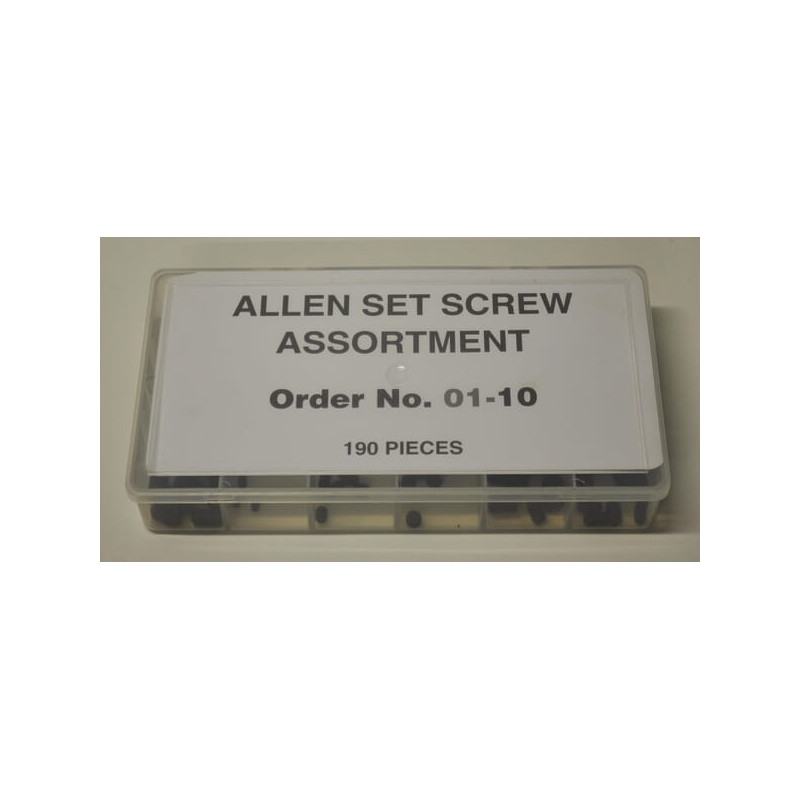 ALLEN SET SCREW
ASSORTMENT
Order No. 01-10
190 PIECES